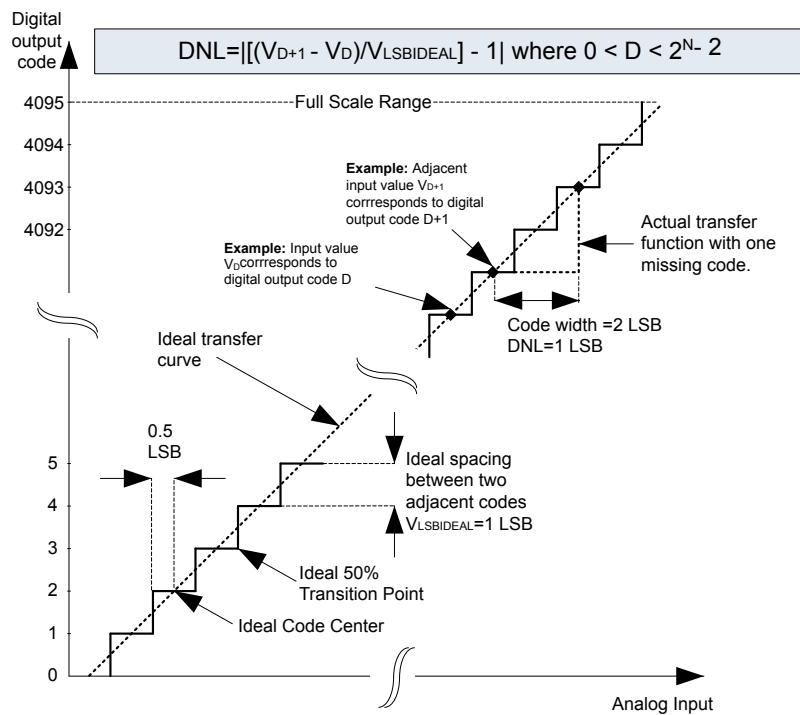 Digital
output
code
DNL=|[(VD+1 - VD)/VLSBIDEAL] - 1| where 0 < D < 2^N- 2
4095
Full Scale Range
4094
4093
4092
Example: Adjacent
input value VD+1
corrresponds to digital
output code D+1
Example: Input value
VDcorrresponds to
digital output code D
Actual transfer
function with one
missing code.
Code width =2 LSB
DNL=1 LSB
Ideal transfer
curve
0.5
LSB
5
4
3
2
1
0
Ideal spacing
between two
adjacent codes
VLSBIDEAL=1 LSB
Ideal 50%
Transition Point
Ideal Code Center
Analog Input